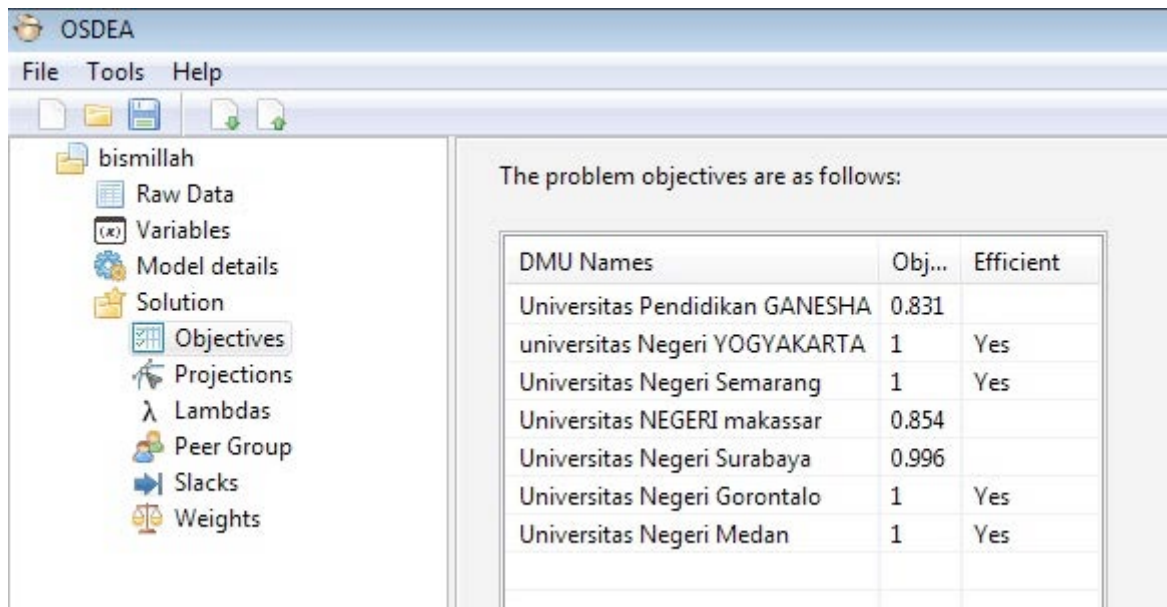 OSDEA
File Tools Help
bismillah
Raw Data
(x) Variables
Model details
Solution
Objectives
Projections
λ Lambdas
Peer Group
Slacks
Weights
The problem objectives are as follows:
DMU Names Obj... Efficient
Universitas Pendidikan GANESHA 0.831
universitas Negeri YOGYAKARTA 1 Yes
Universitas Negeri Semarang 1 Yes
Universitas NEGERI makassar 0.854
Universitas Negeri Surabaya 0.996
Universitas Negeri Gorontalo 1 Yes
Universitas Negeri Medan 1 Yes